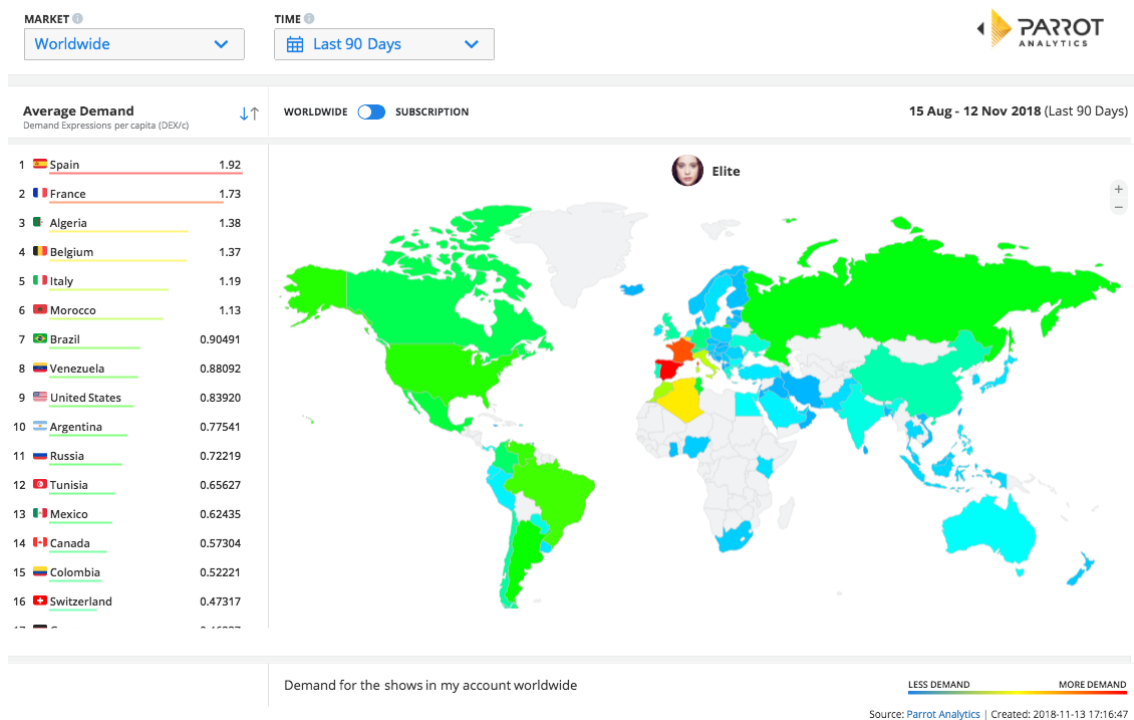 MARKET
Worldwide
TIME
Last 90 Days
PARROT
ANALYTICS
Average Demand
Demand Expressions per capita (DEX/c)
WORLDWIDE SUBSCRIPTION
15 Aug - 12 Nov 2018 (Last 90 Days)
Elite
+
−
1 Spain 1.92
2 France 1.73
3 Algeria 1.38
4 Belgium 1.37
5 Italy 1.19
6 Morocco 1.13
7 Brazil 0.90491
8 Venezuela 0.88092
9 United States 0.83920
10 Argentina 0.77541
11 Russia 0.72219
12 Tunisia 0.65627
13 Mexico 0.62435
14 Canada 0.57304
15 Colombia 0.52221
16 Switzerland 0.47317
Demand for the shows in my account worldwide
LESS DEMAND MORE DEMAND
Source: Parrot Analytics | Created: 2018-11-13 17:16:47